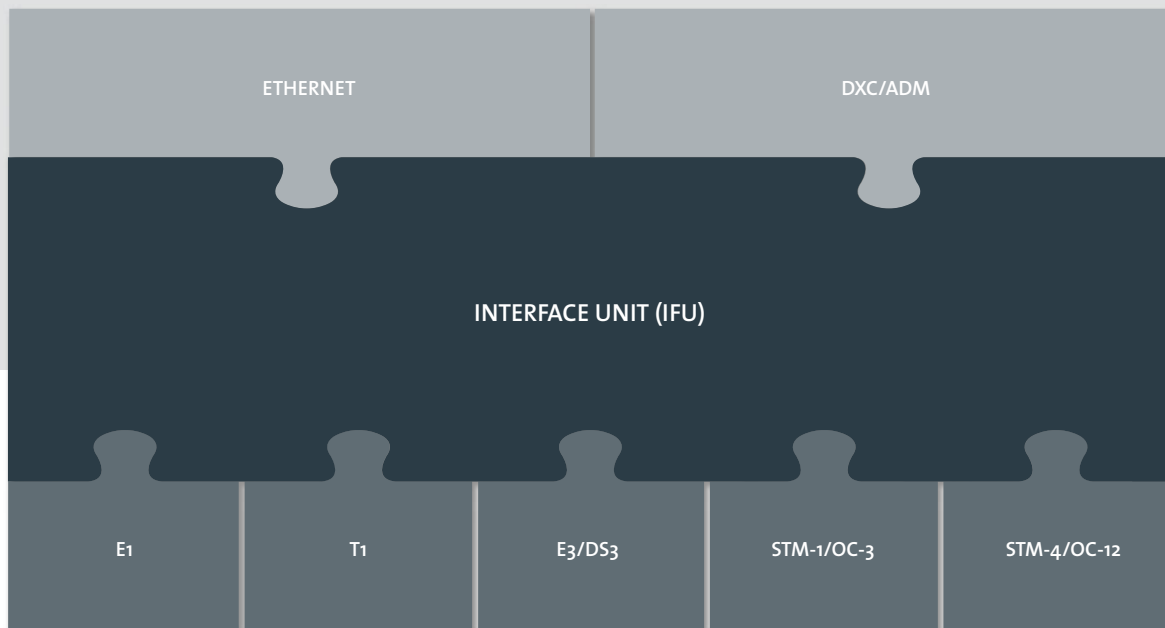 ETHERNET
DXC/ADM
INTERFACE UNIT (IFU)
E1
T1
E3/DS3
STM-1/OC-3
STM-4/OC-12